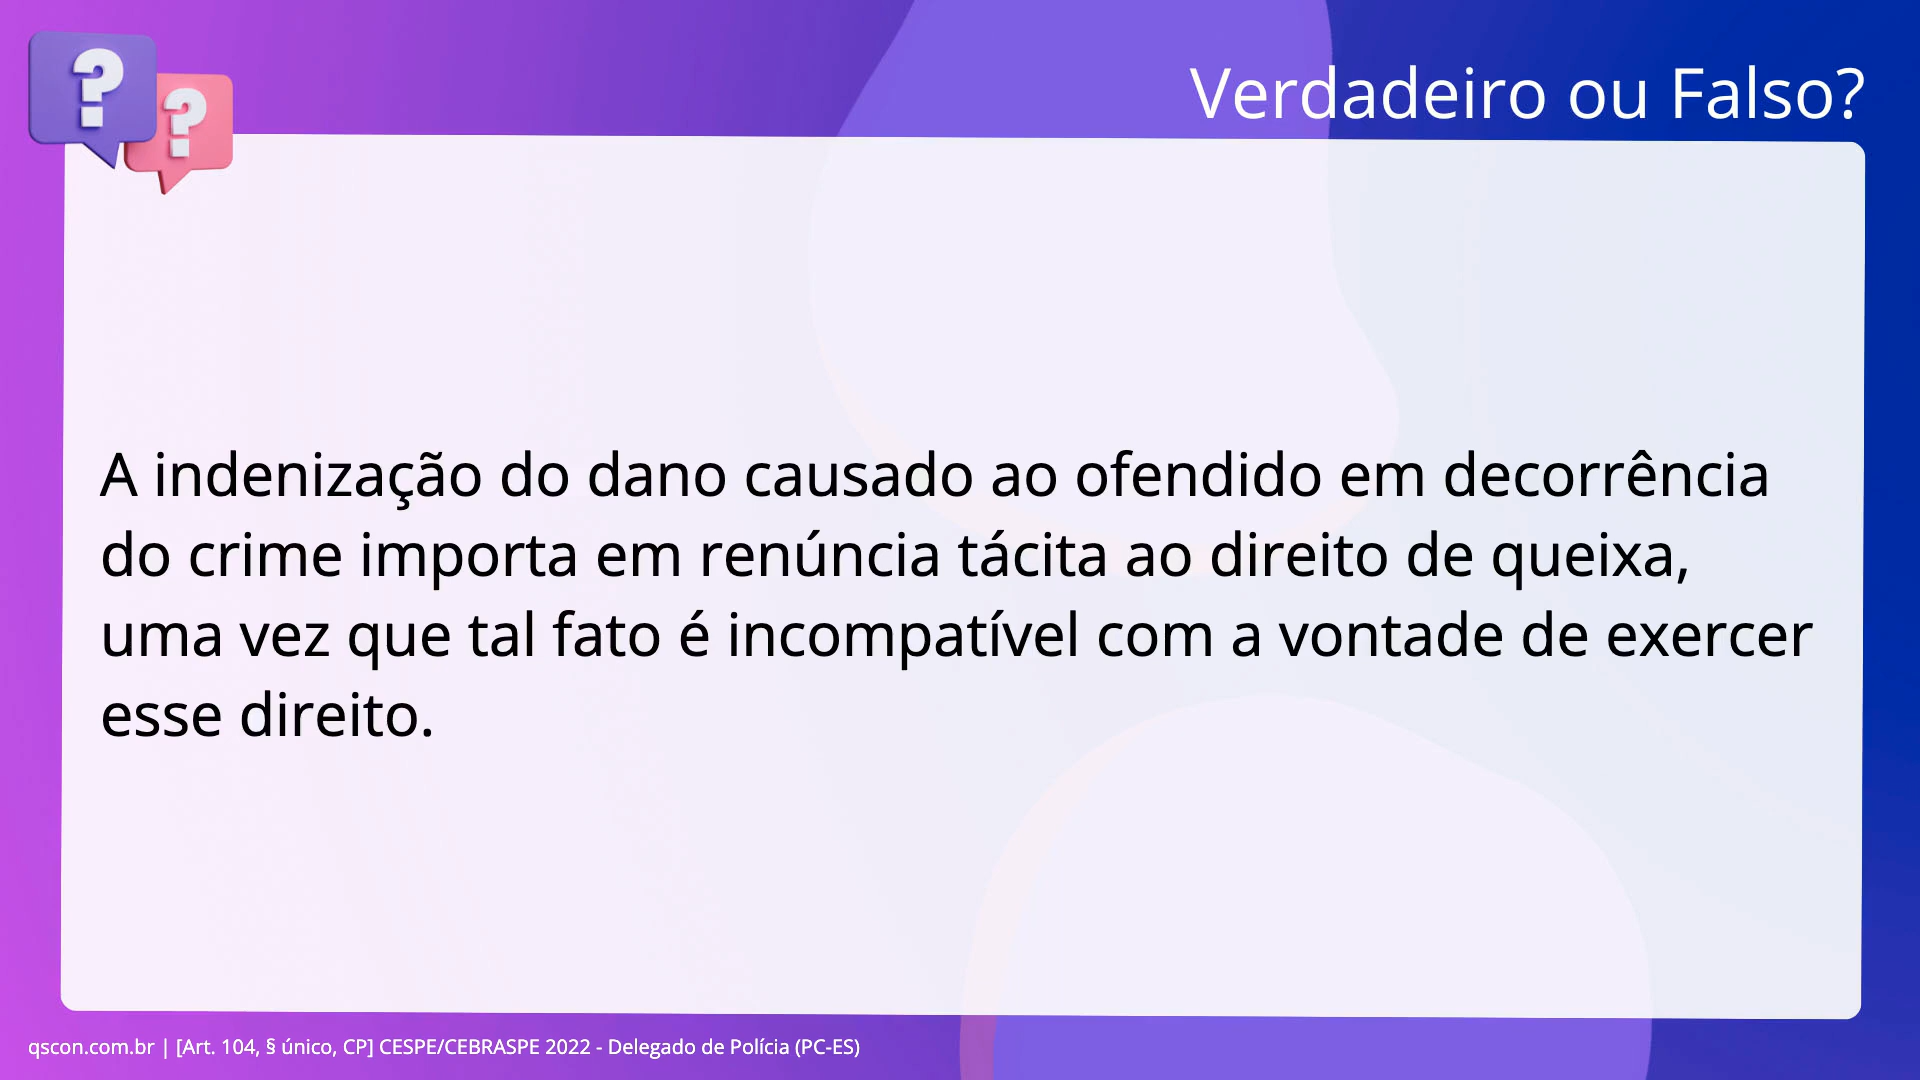 Verdadeiro ou Falso?
A indenização do dano causado ao ofendido em decorrência
do crime importa em renúncia tácita ao direito de queixa,
uma vez que tal fato é incompatível com a vontade de exercer
esse direito.
qscon.com.br | [Art. 104, § único, CP] CESPE/CEBRASPE 2022 - Delegado de Polícia (PC-ES)